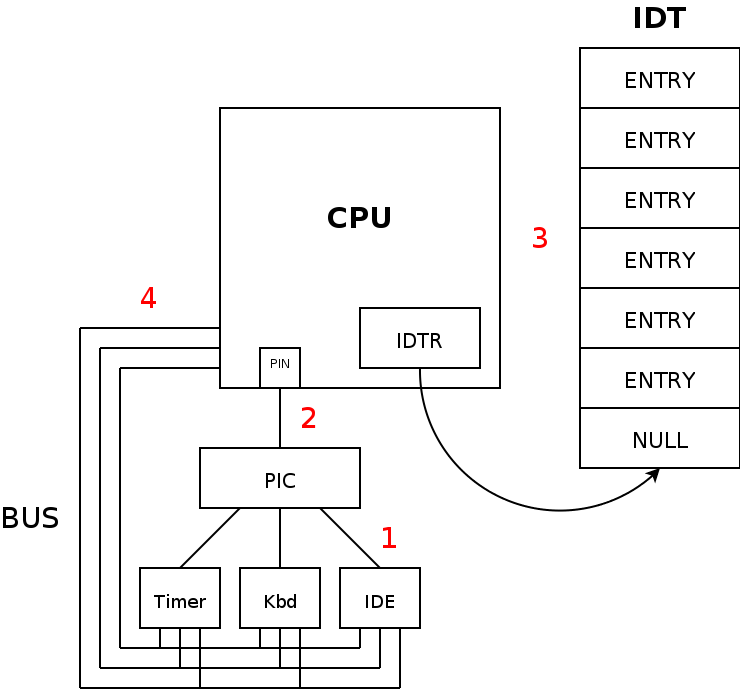 IDT
ENTRY
ENTRY
CPU
ENTRY
3
ENTRY
4
ENTRY
IDTR
PIN
ENTRY
2
NULL
PIC
BUS
1
Timer
Kbd
IDE